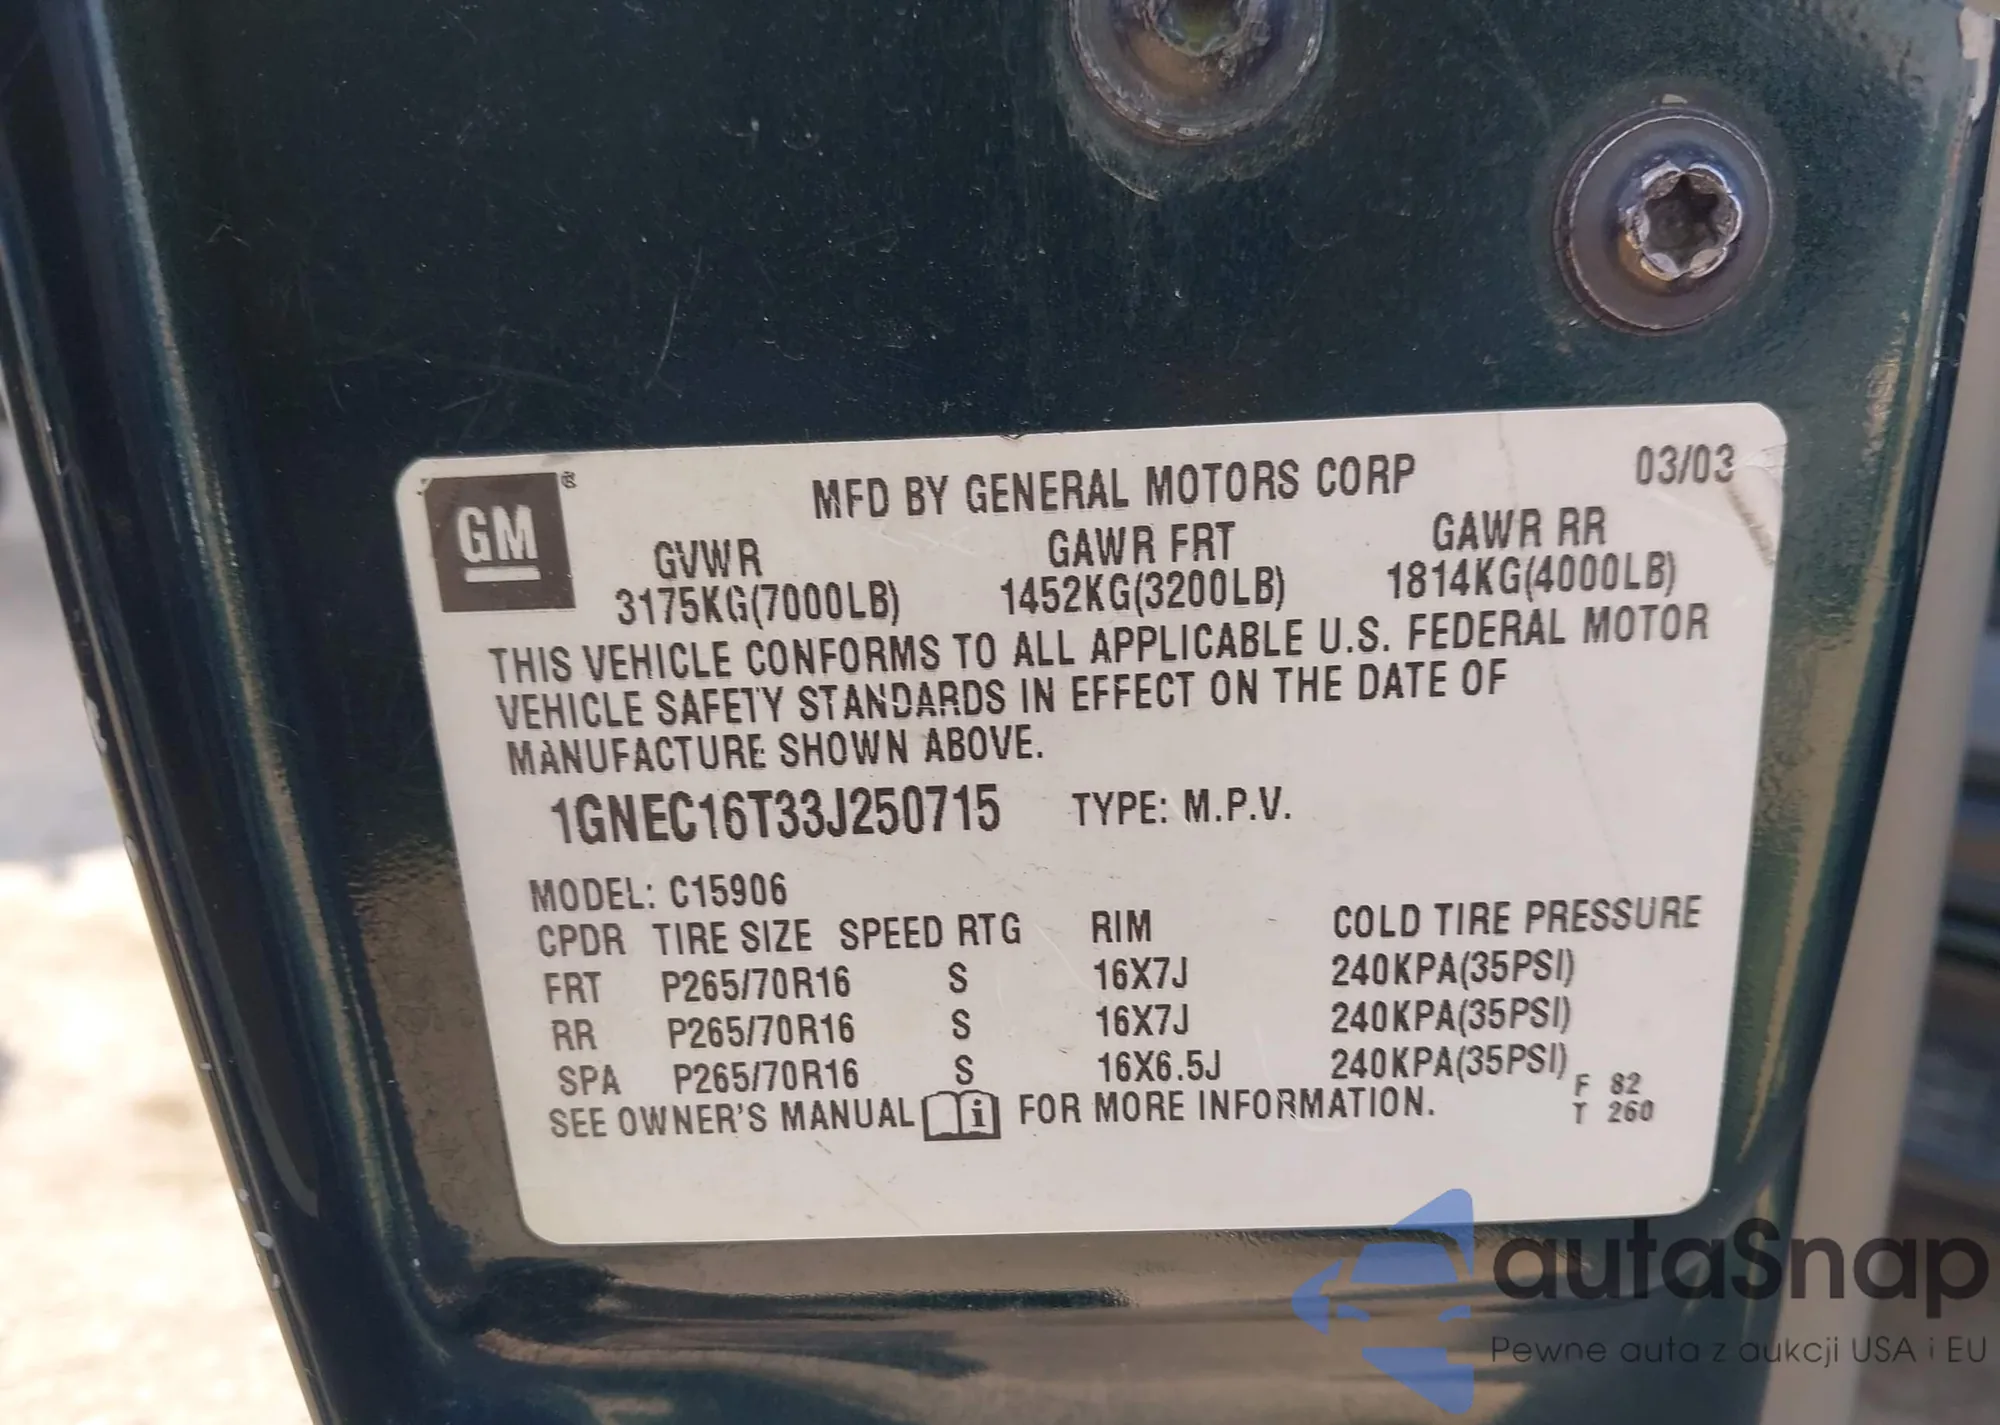 GM ®
MFD BY GENERAL MOTORS CORP 03/03
GVWR GAWR FRT GAWR RR
3175KG(7000LB) 1452KG(3200LB) 1814KG(4000LB)
THIS VEHICLE CONFORMS TO ALL APPLICABLE U.S. FEDERAL MOTOR
VEHICLE SAFETY STANDARDS IN EFFECT ON THE DATE OF
MANUFACTURE SHOWN ABOVE.
1GNEC16T33J250715 TYPE: M.P.V.
MODEL: C15906
CPDR TIRE SIZE SPEED RTG RIM COLD TIRE PRESSURE
FRT P265/70R16 S 16X7J 240KPA(35PSI)
RR P265/70R16 S 16X7J 240KPA(35PSI)
SPA P265/70R16 S 16X6.5J 240KPA(35PSI)
SEE OWNER'S MANUAL i FOR MORE INFORMATION.
F 82
T 260
autaSnap
Pewne auta z aukcji USA i EU